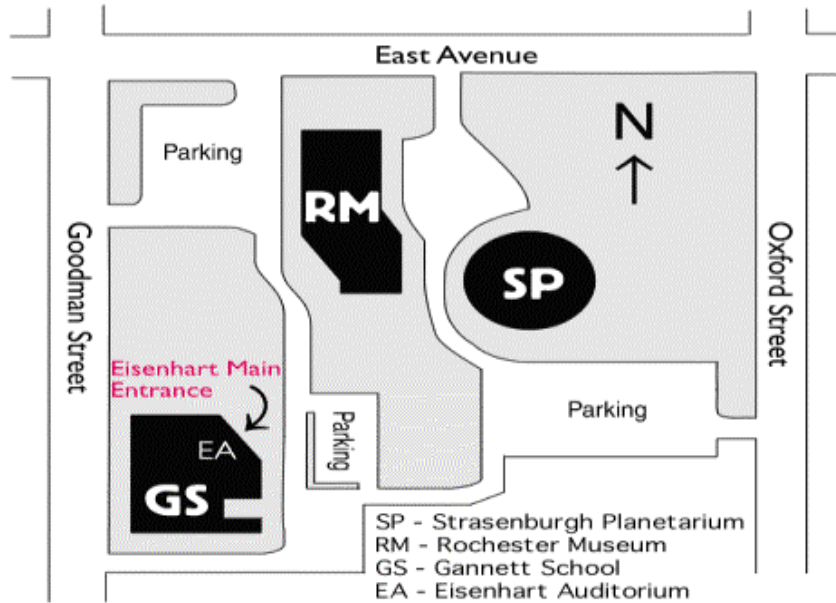 East Avenue
N
Parking
RM
Goodman Street
Oxford Street
SP
Eisenhart Main
Entrance
Parking
Parking
EA
GS
SP - Strasenburgh Planetarium
RM - Rochester Museum
GS - Gannett School
EA - Eisenhart Auditorium